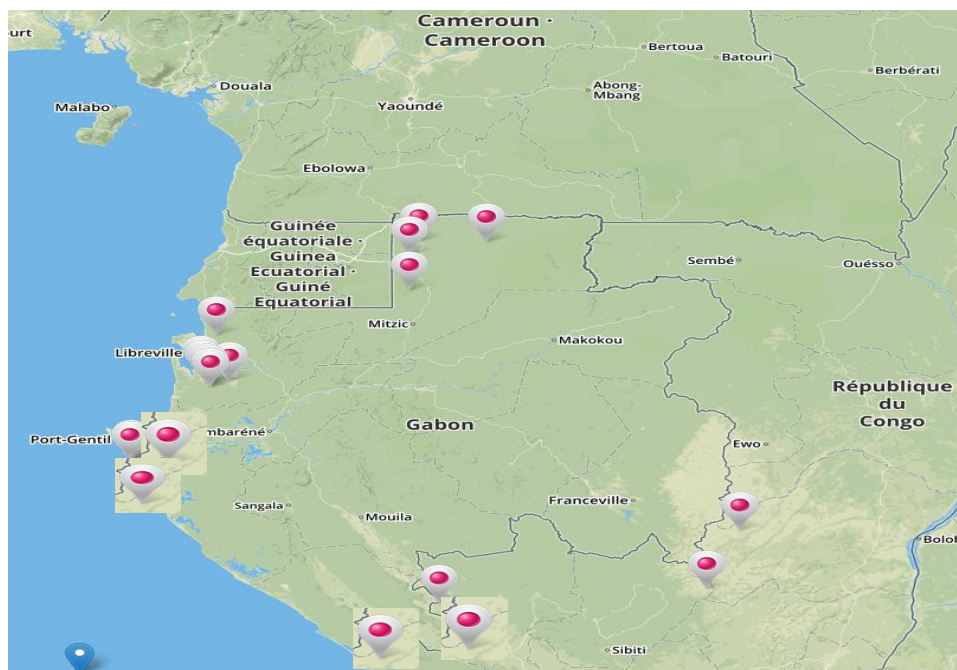 Cameroun ·
Cameroon
Bertoua
Batouri
Berbérati
Douala
Abong-
Mbang
Malabo
Yaoundé
Ebolowa
Guinée
équatoriale ·
Guinea
Ecuatorial ·
Guiné
Equatorial
Sembé
Ouésso
Mitzic
Makokou
Libreville
République
du
Congo
Gabon
Port-Gentil
mbaréné
Ewo
Sangala
Mouila
Franceville
Bolob
Sibiti